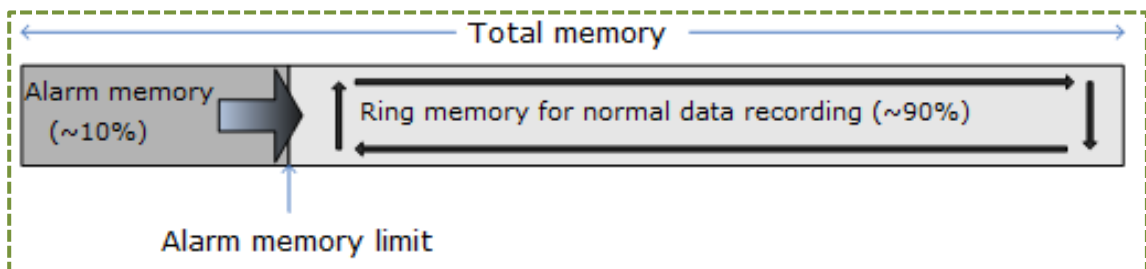 Total memory
Alarm memory
(~10%)
Ring memory for normal data recording (~90%)
Alarm memory limit